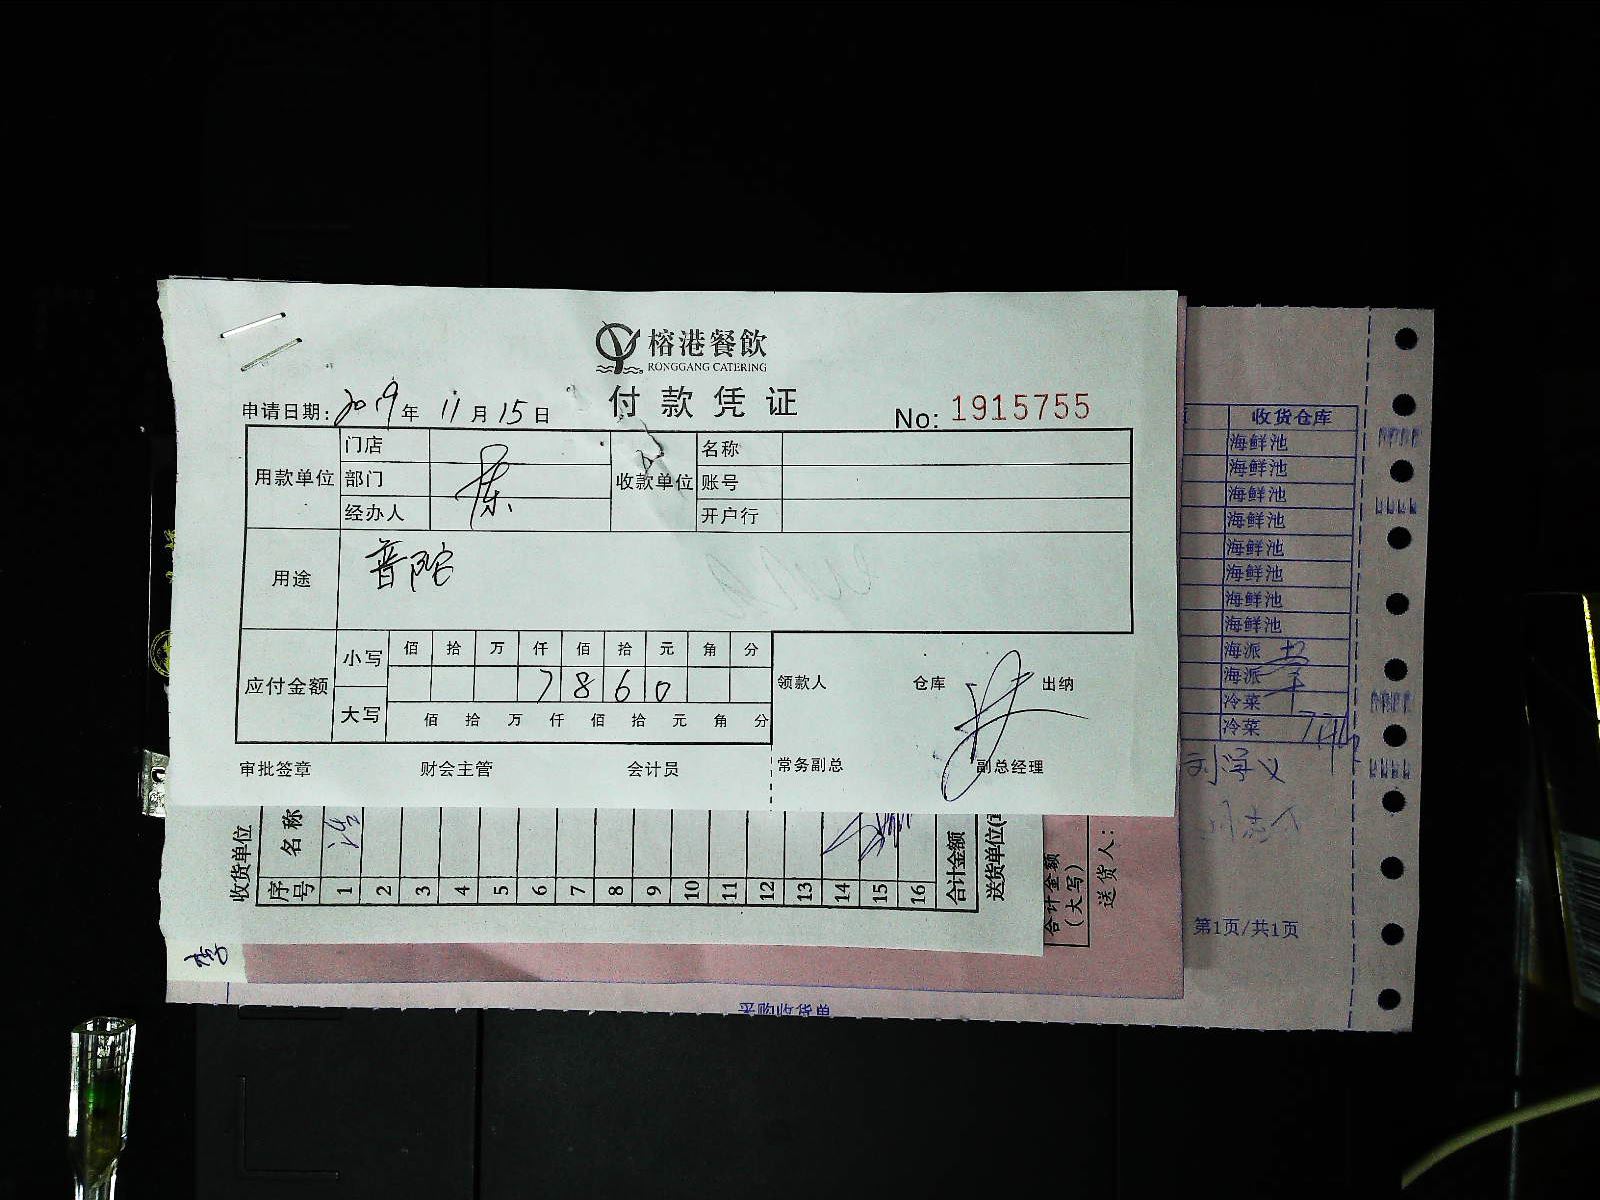 榕港餐飲
RONGGANG CATERING
付款凭证
申请日期: 2019 年 11 月 15 日
No: 1915755
用款单位 门店 收款单位 名称
部门 账号
经办人 开户行
用途 普陀
应付金额 小写 佰 拾 万 仟 佰 拾 元 角 分
7 8 6 0
大写 佰 拾 万 仟 佰 拾 元 角 分
领款人 仓库 出纳
审批签章 财会主管 会计员 常务副总 副总经理
收货仓库
海鲜池
海鲜池
海鲜池
海鲜池
海鲜池
海鲜池
海鲜池
海鲜池
海派
海派
冷菜
冷菜
第1页/共1页
收货单位
序号 1 2 3 4 5 6 7 8 9 10 11 12 13 14 15 16
名称
合计金额
送货单位
合计金额
(大写)
送货人:
采购收货单